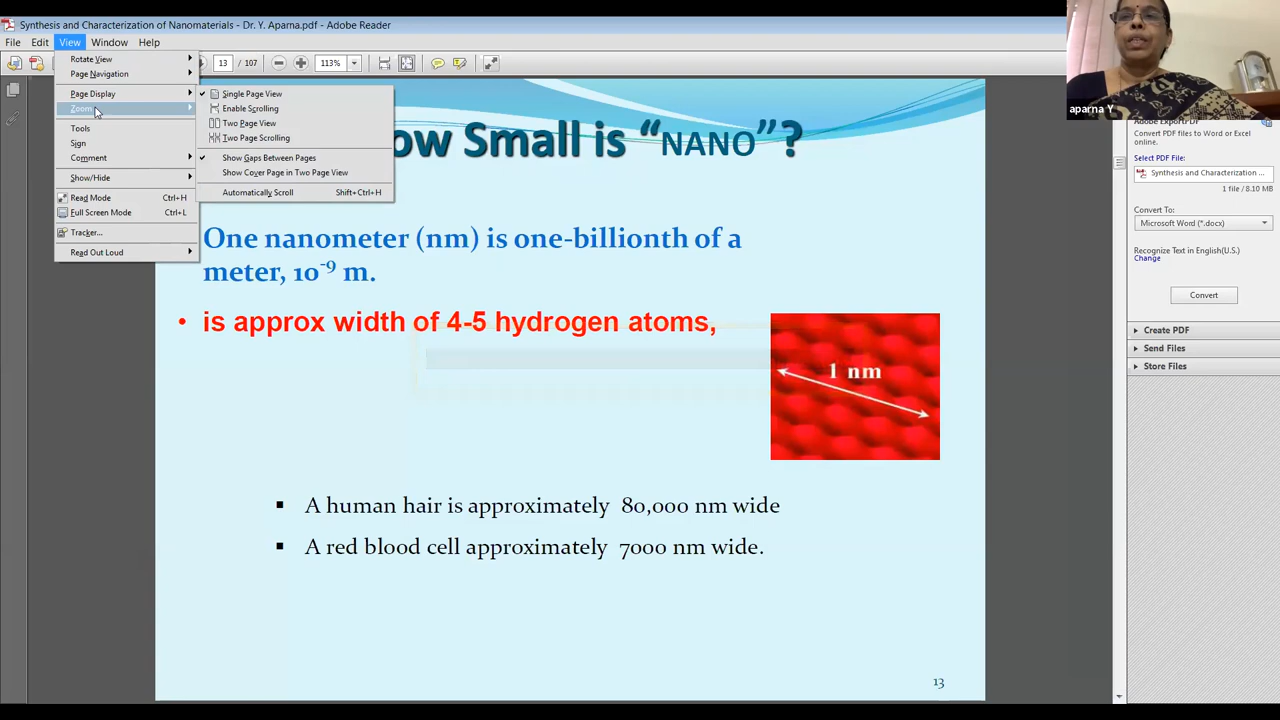 Synthesis and Characterization of Nanomaterials - Dr. Y. Aparna.pdf - Adobe Reader
File Edit View Window Help
13 / 107 113%
Rotate View
Page Navigation
Page Display
Zoom
Tools
Sign
Comment
Show/Hide
Read Mode Ctrl+H
Full Screen Mode Ctrl+L
Tracker...
Read Out Loud
Single Page View
Enable Scrolling
Two Page View
Two Page Scrolling
Show Gaps Between Pages
Show Cover Page in Two Page View
Automatically Scroll Shift+Ctrl+H
ow Small is “NANO”?
One nanometer (nm) is one-billionth of a
meter, 10⁻⁹ m.
• is approx width of 4-5 hydrogen atoms,
1 nm
▪ A human hair is approximately 80,000 nm wide
▪ A red blood cell approximately 7000 nm wide.
13
aparna Y
Adobe ExportPDF
Convert PDF files to Word or Excel
online.
Select PDF File:
Synthesis and Characterization ...
1 file / 8.10 MB
Convert To:
Microsoft Word (*.docx)
Recognize Text in English(U.S.)
Change
Convert
Create PDF
Send Files
Store Files